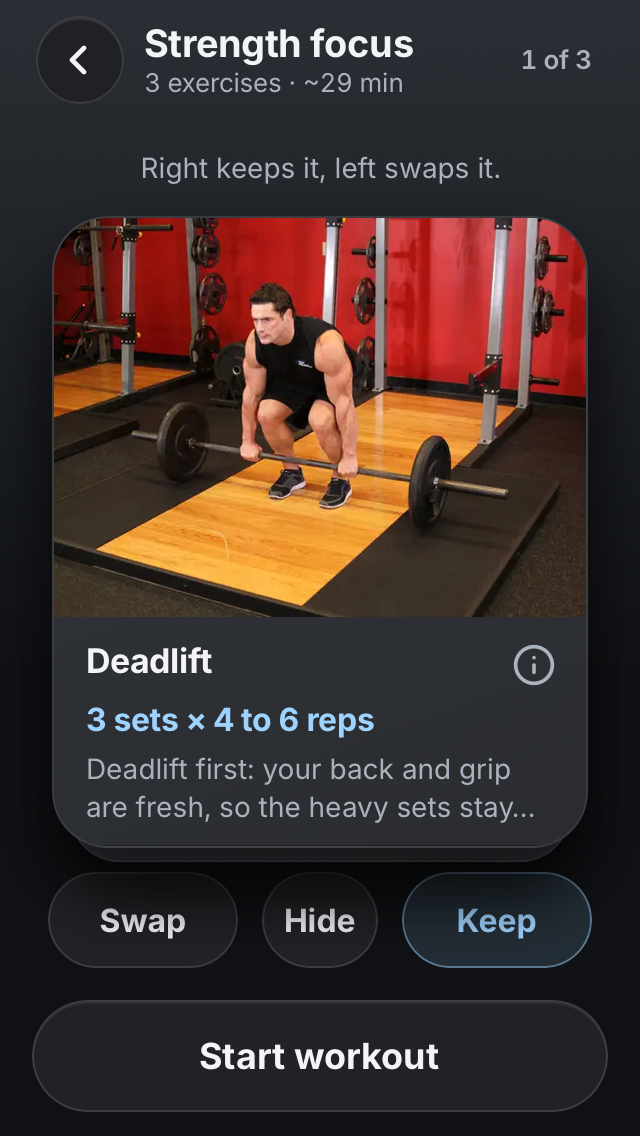 Strength focus
3 exercises · ~29 min
1 of 3
Right keeps it, left swaps it.
Deadlift
3 sets × 4 to 6 reps
Deadlift first: your back and grip
are fresh, so the heavy sets stay...
Swap
Hide
Keep
Start workout